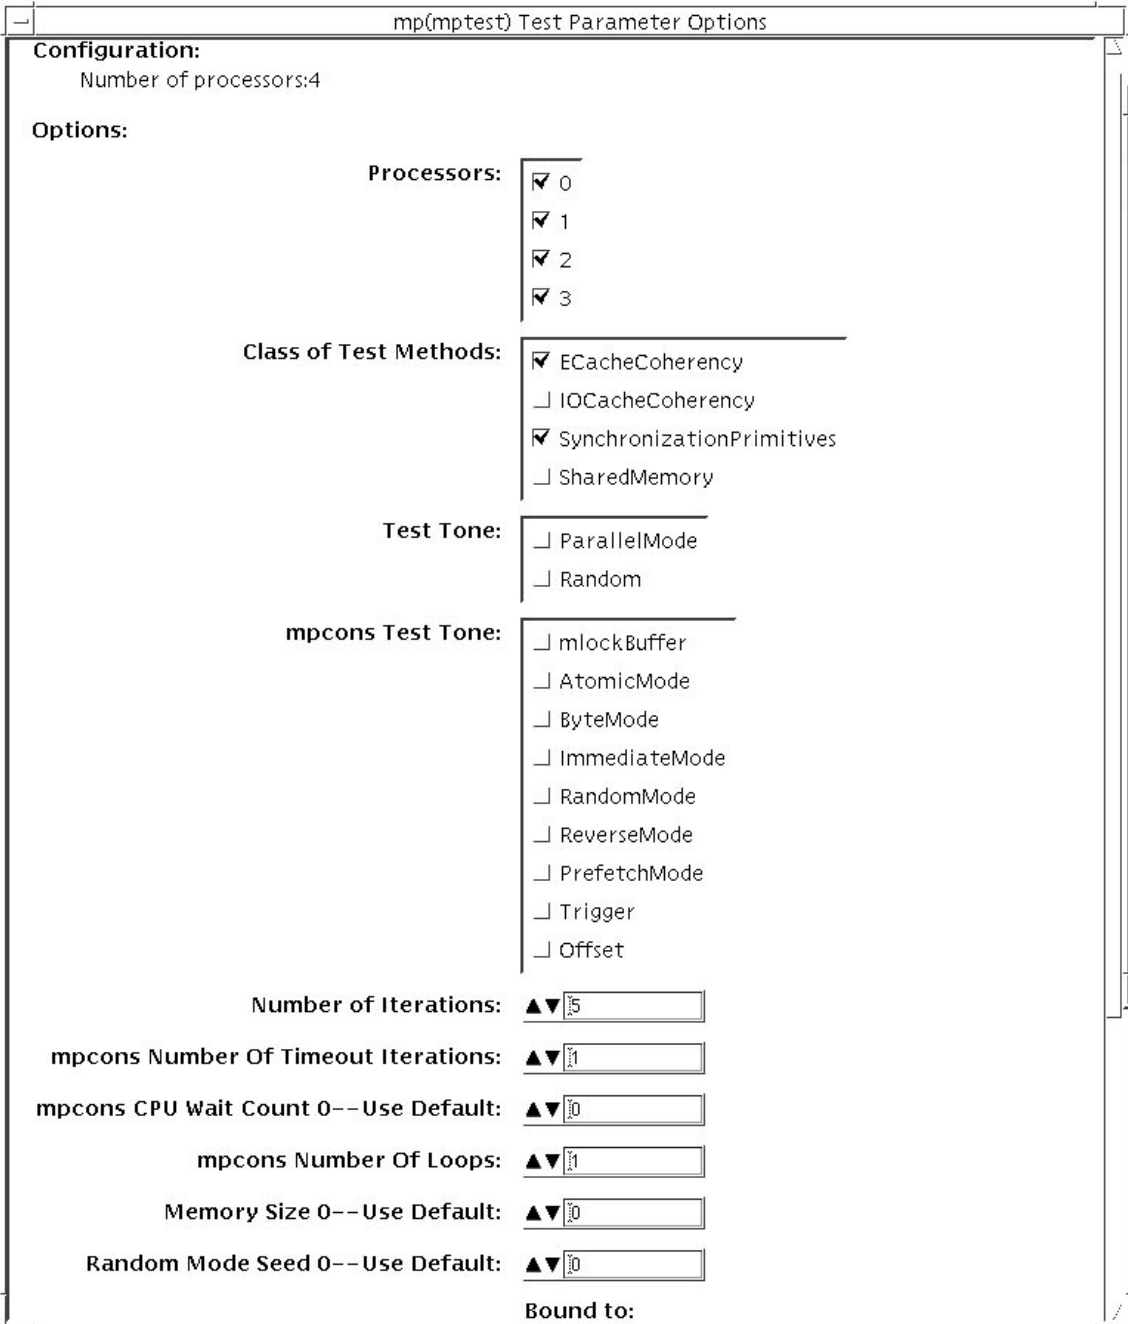 mp(mptest) Test Parameter Options
Configuration:
Number of processors:4
Options:
Processors:
0
1
2
3
Class of Test Methods:
ECacheCoherency
IOCacheCoherency
SynchronizationPrimitives
SharedMemory
Test Tone:
ParallelMode
Random
mpcons Test Tone:
mlockBuffer
AtomicMode
ByteMode
ImmediateMode
RandomMode
ReverseMode
PrefetchMode
Trigger
Offset
Number of Iterations: 5
mpcons Number Of Timeout Iterations: 1
mpcons CPU Wait Count 0--Use Default: 0
mpcons Number Of Loops: 1
Memory Size 0--Use Default: 0
Random Mode Seed 0--Use Default: 0
Bound to: